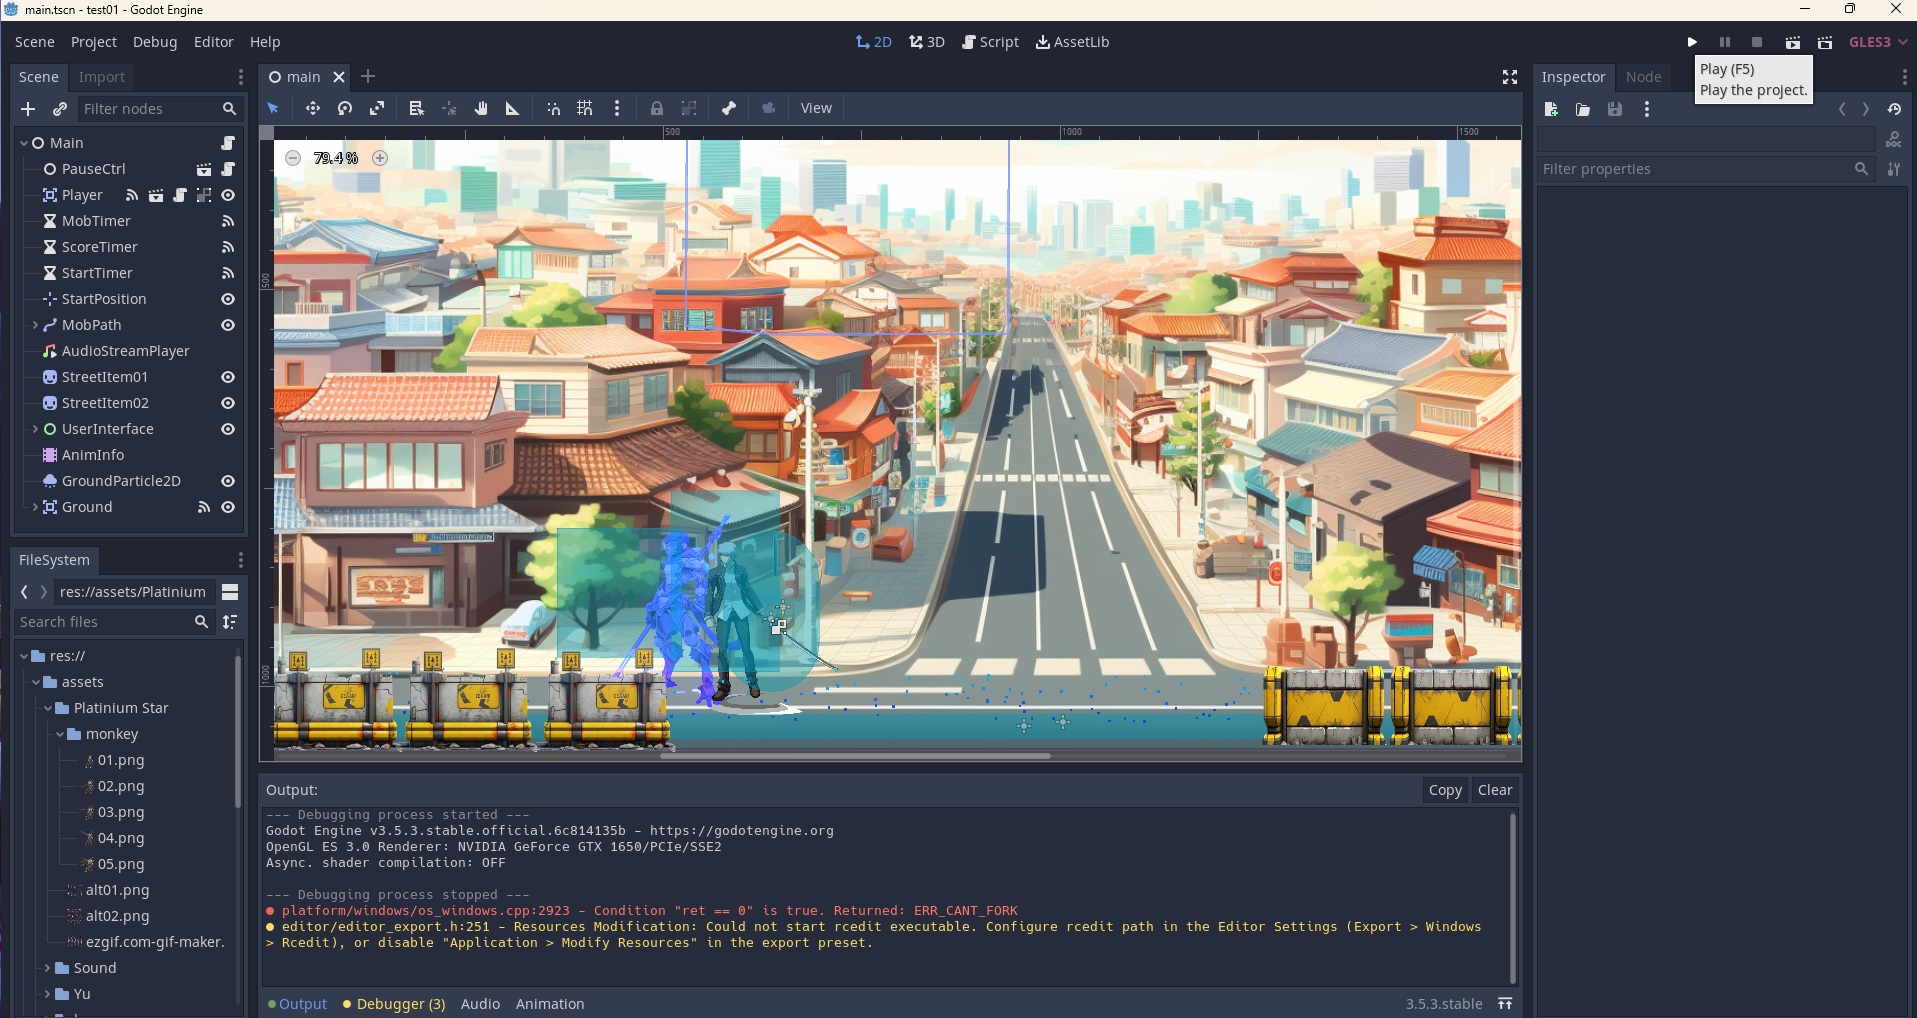 main.tscn - test01 - Godot Engine
Scene Project Debug Editor Help
2D 3D Script AssetLib
GLES3
Play (F5)
Play the project.
Scene Import
Filter nodes
Main
PauseCtrl
Player
MobTimer
ScoreTimer
StartTimer
StartPosition
MobPath
AudioStreamPlayer
StreetItem01
StreetItem02
UserInterface
AnimInfo
GroundParticle2D
Ground
FileSystem
res://assets/Platinium
Search files
res://
assets
Platinium Star
monkey
01.png
02.png
03.png
04.png
05.png
alt01.png
alt02.png
ezgif.com-gif-maker.
Sound
Yu
main
View
500 1000 1500
79.4 %
500
1000
Output:
Copy Clear
--- Debugging process started ---
Godot Engine v3.5.3.stable.official.6c814135b - https://godotengine.org
OpenGL ES 3.0 Renderer: NVIDIA GeForce GTX 1650/PCIe/SSE2
Async. shader compilation: OFF
--- Debugging process stopped ---
platform/windows/os_windows.cpp:2923 - Condition "ret == 0" is true. Returned: ERR_CANT_FORK
editor/editor_export.h:251 - Resources Modification: Could not start rcedit executable. Configure rcedit path in the Editor Settings (Export > Windows
> Rcedit), or disable "Application > Modify Resources" in the export preset.
Output Debugger (3) Audio Animation
3.5.3.stable
Inspector Node
DOC
Filter properties